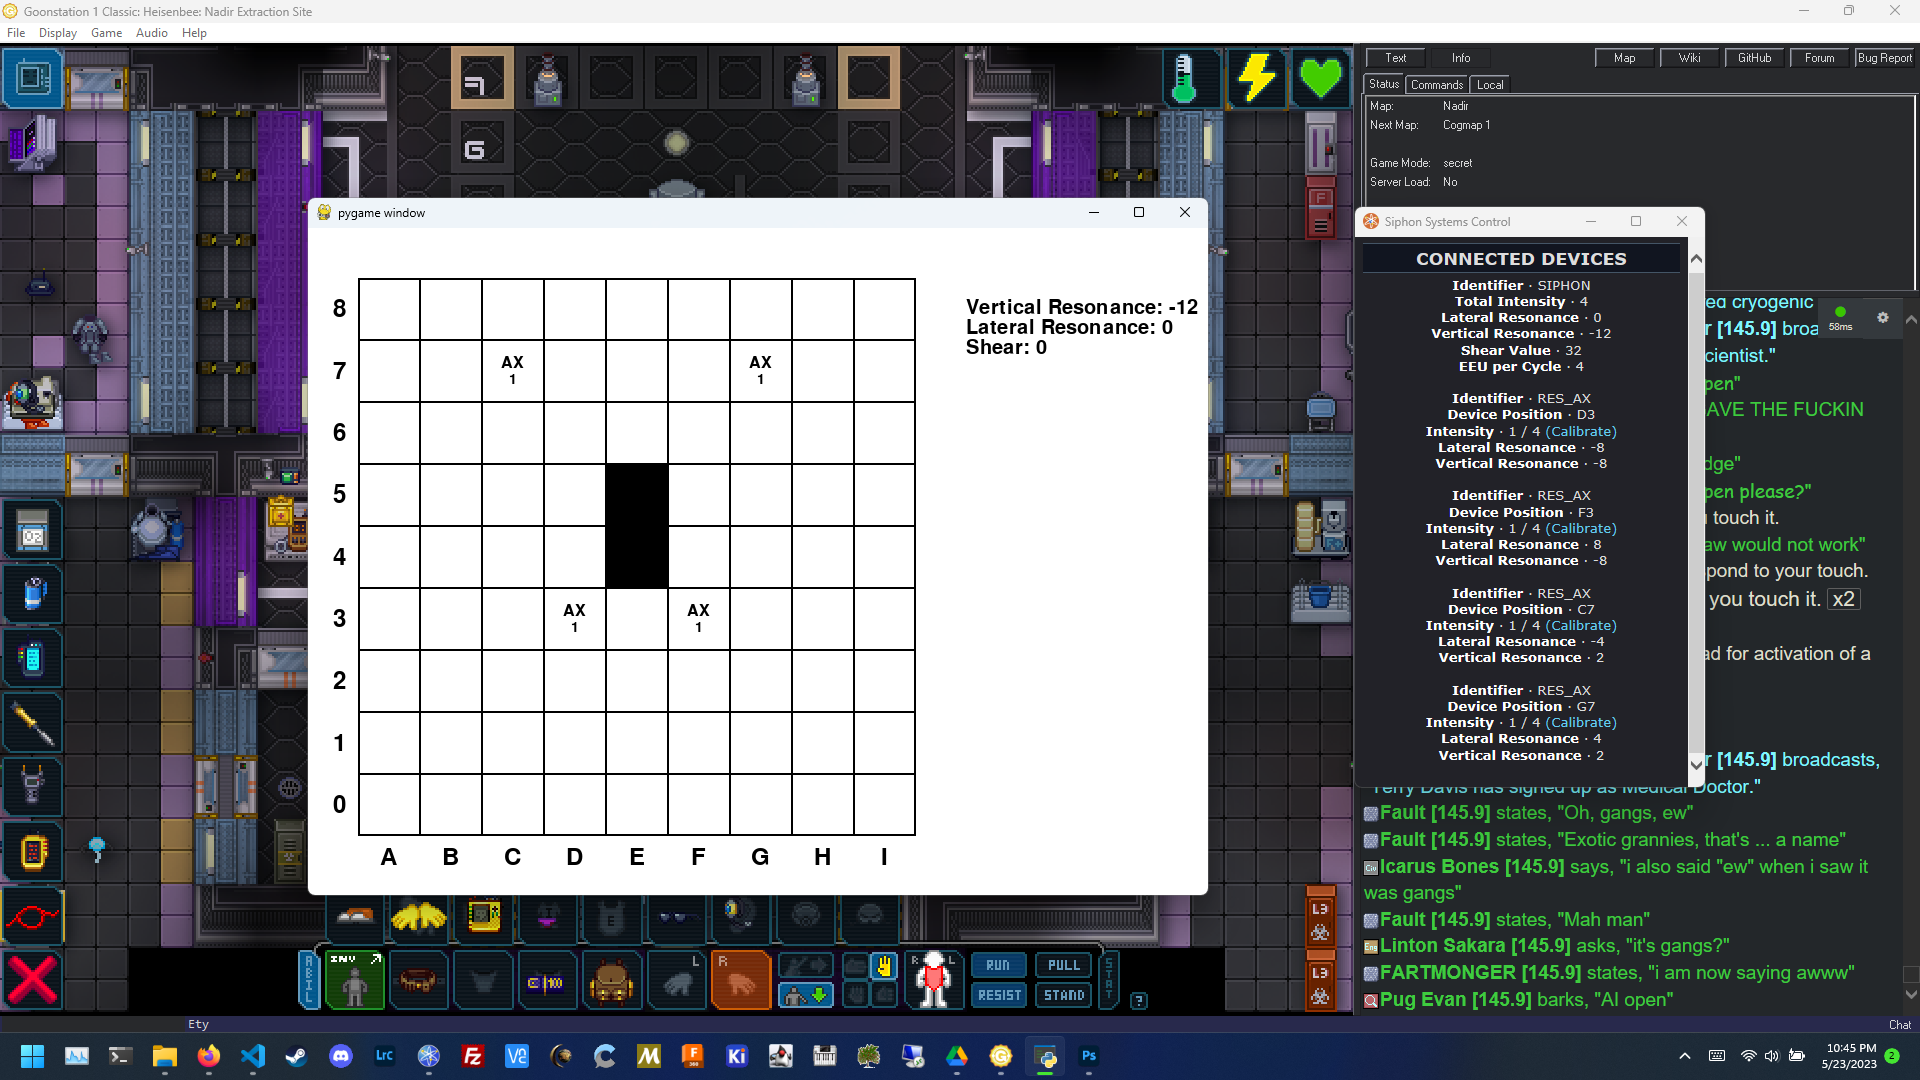 Goonstation 1 Classic: Heisenbee: Nadir Extraction Site
File Display Game Audio Help
G
L3
L3
INV
L
R
R L
RUN
PULL
RESIST
STAND
ABIL
STAT
?
Ety
pygame window
8
7
6
5
4
3
2
1
0
AX
1
AX
1
AX
1
AX
1
A B C D E F G H I
Vertical Resonance: -12
Lateral Resonance: 0
Shear: 0
Text Info Map Wiki GitHub Forum Bug Report
Status Commands Local
Map: Nadir
Next Map: Cogmap 1
Game Mode: secret
Server Load: No
Siphon Systems Control
CONNECTED DEVICES
Identifier · SIPHON
Total Intensity · 4
Lateral Resonance · 0
Vertical Resonance · -12
Shear Value · 32
EEU per Cycle · 4
Identifier · RES_AX
Device Position · D3
Intensity · 1 / 4 (Calibrate)
Lateral Resonance · -8
Vertical Resonance · -8
Identifier · RES_AX
Device Position · F3
Intensity · 1 / 4 (Calibrate)
Lateral Resonance · 8
Vertical Resonance · -8
Identifier · RES_AX
Device Position · C7
Intensity · 1 / 4 (Calibrate)
Lateral Resonance · -4
Vertical Resonance · 2
Identifier · RES_AX
Device Position · G7
Intensity · 1 / 4 (Calibrate)
Lateral Resonance · 4
Vertical Resonance · 2
58ms
ed cryogenic
r [145.9] broa
cientist."
pen"
AVE THE FUCKIN
dge"
pen please?"
touch it.
aw would not work"
spond to your touch.
you touch it. x2
ad for activation of a
r [145.9] broadcasts,
"Terry Davis has signed up as Medical Doctor."
Fault [145.9] states, "Oh, gangs, ew"
Fault [145.9] states, "Exotic grannies, that's ... a name"
Icarus Bones [145.9] says, "i also said "ew" when i saw it
was gangs"
Fault [145.9] states, "Mah man"
Linton Sakara [145.9] asks, "it's gangs?"
FARTMONGER [145.9] states, "i am now saying awww"
Pug Evan [145.9] barks, "AI open"
Chat
10:45 PM
5/23/2023
2